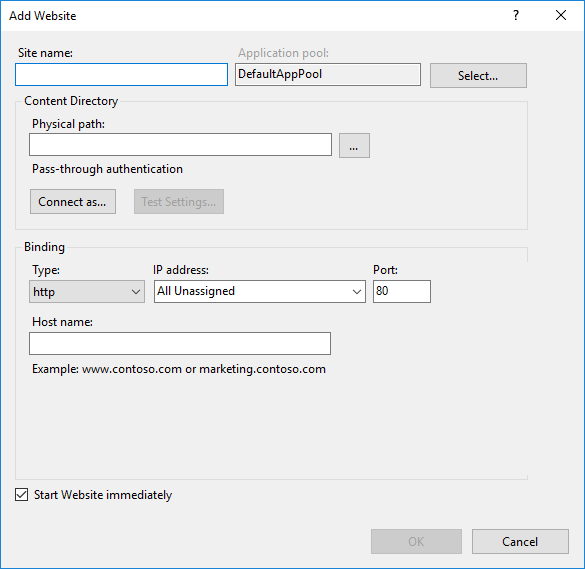 Add Website
?
Site name:
Application pool:
DefaultAppPool
Select...
Content Directory
Physical path:
...
Pass-through authentication
Connect as...
Test Settings...
Binding
Type:
IP address:
Port:
http
All Unassigned
80
Host name:
Example: www.contoso.com or marketing.contoso.com
Start Website immediately
OK
Cancel